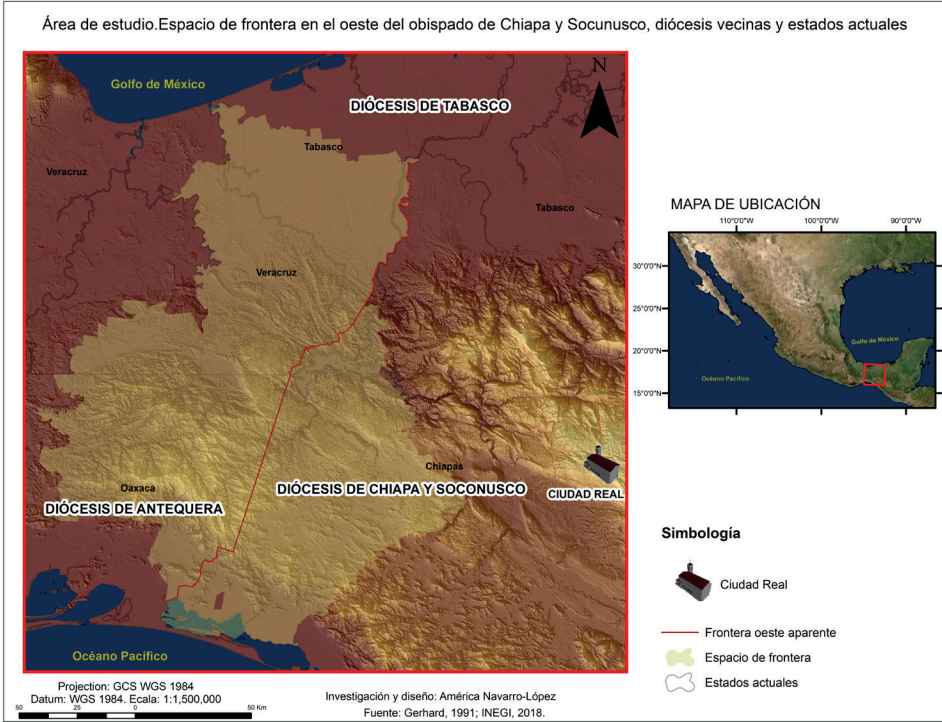 Área de estudio.Espacio de frontera en el oeste del obispado de Chiapa y Socunusco, diócesis vecinas y estados actuales
Golfo de México
N
DIÓCESIS DE TABASCO
Tabasco
Veracruz
Tabasco
Veracruz
Chiapas
Oaxaca
DIÓCESIS DE CHIAPA Y SOCONUSCO
CIUDAD REAL
DIÓCESIS DE ANTEQUERA
Océano Pacífico
MAPA DE UBICACIÓN
110°0'0"W 100°0'0"W 90°0'0"W
30°0'0"N
25°0'0"N
20°0'0"N
15°0'0"N
Golfo de México
Océano Pacífico
Simbología
Ciudad Real
Frontera oeste aparente
Espacio de frontera
Estados actuales
Projection: GCS WGS 1984
Datum: WGS 1984. Ecala: 1:1,500,000
50 25 0 50 Km
Investigación y diseño: América Navarro-López
Fuente: Gerhard, 1991; INEGI, 2018.